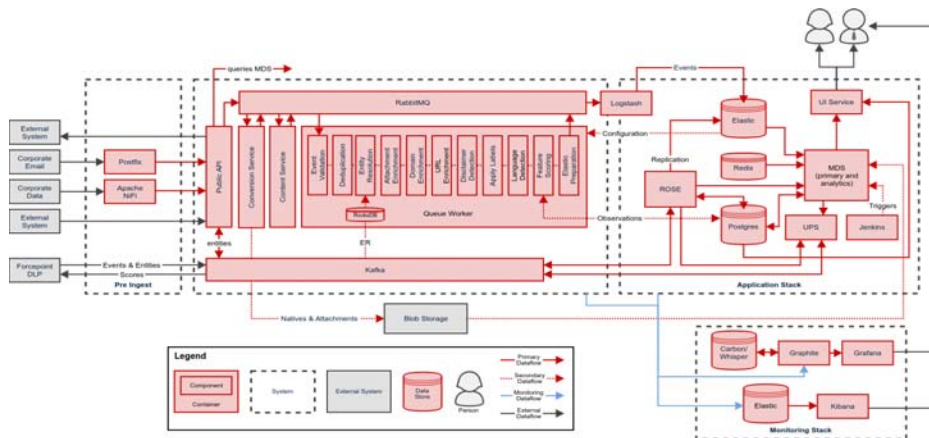 queries MDS
Events
RabbitMQ
Logstash
UI Service
Elastic
External
System
Configuration
Corporate
Email
Postfix
Public API
Conversion Service
Content Service
Event
Validation
Deduplication
Entity
Resolution
Attachment
Enrichment
Domain
Enrichment
URL
Enrichment
Disclaimer
Detection
Apply Labels
Language
Detection
Feature
Scoring
Elastic
Preparation
Replication
Redis
MDS
(primary and
analytics)
Corporate
Data
Apache
NiFi
ROSE
RocksDB
Queue Worker
Observations
Postgres
Triggers
External
System
UPS
Jenkins
entities
ER
Forcepoint
DLP
Events & Entities
Scores
Kafka
Pre Ingest
Application Stack
Natives & Attachments
Blob Storage
Legend
Component
Container
System
External System
Data
Store
Person
Primary
Dataflow
Secondary
Dataflow
Monitoring
Dataflow
External
Dataflow
Carbon/
Whisper
Graphite
Grafana
Elastic
Kibana
Monitoring Stack